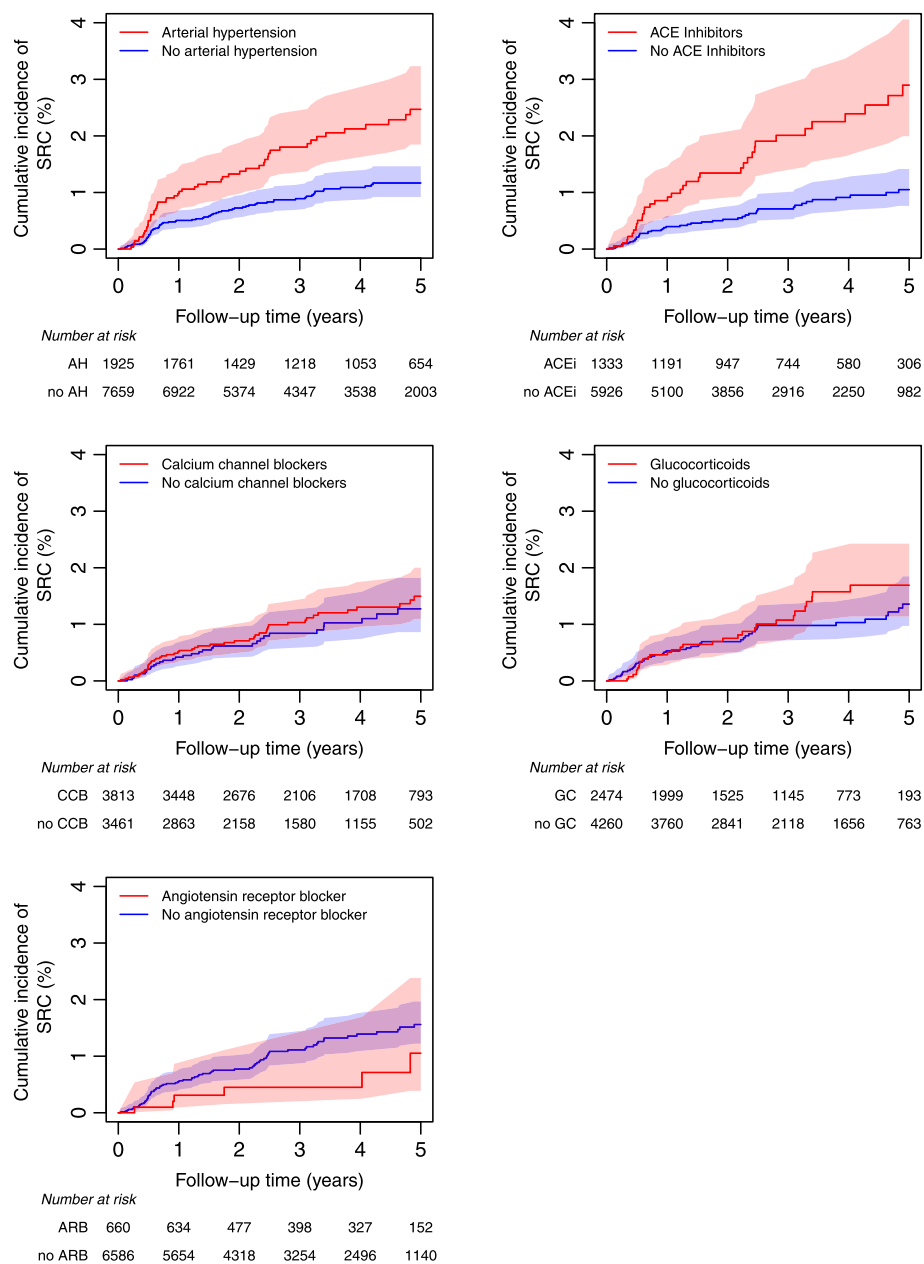 Arterial hypertension
No arterial hypertension
Cumulative incidence of
SRC (%)
4
3
2
1
0
0 1 2 3 4 5
Follow−up time (years)
Number at risk
AH 1925 1761 1429 1218 1053 654
no AH 7659 6922 5374 4347 3538 2003
ACE Inhibitors
No ACE Inhibitors
Cumulative incidence of
SRC (%)
4
3
2
1
0
0 1 2 3 4 5
Follow−up time (years)
Number at risk
ACEi 1333 1191 947 744 580 306
no ACEi 5926 5100 3856 2916 2250 982
Calcium channel blockers
No calcium channel blockers
Cumulative incidence of
SRC (%)
4
3
2
1
0
0 1 2 3 4 5
Follow−up time (years)
Number at risk
CCB 3813 3448 2676 2106 1708 793
no CCB 3461 2863 2158 1580 1155 502
Glucocorticoids
No glucocorticoids
Cumulative incidence of
SRC (%)
4
3
2
1
0
0 1 2 3 4 5
Follow−up time (years)
Number at risk
GC 2474 1999 1525 1145 773 193
no GC 4260 3760 2841 2118 1656 763
Angiotensin receptor blocker
No angiotensin receptor blocker
Cumulative incidence of
SRC (%)
4
3
2
1
0
0 1 2 3 4 5
Follow−up time (years)
Number at risk
ARB 660 634 477 398 327 152
no ARB 6586 5654 4318 3254 2496 1140